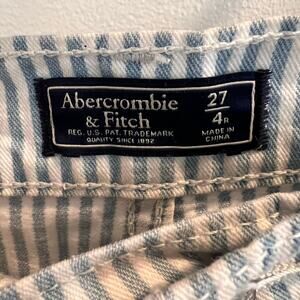 Abercrombie
& Fitch
REG. U.S. PAT. TRADEMARK
QUALITY SINCE 1892
27
4R
MADE IN
CHINA